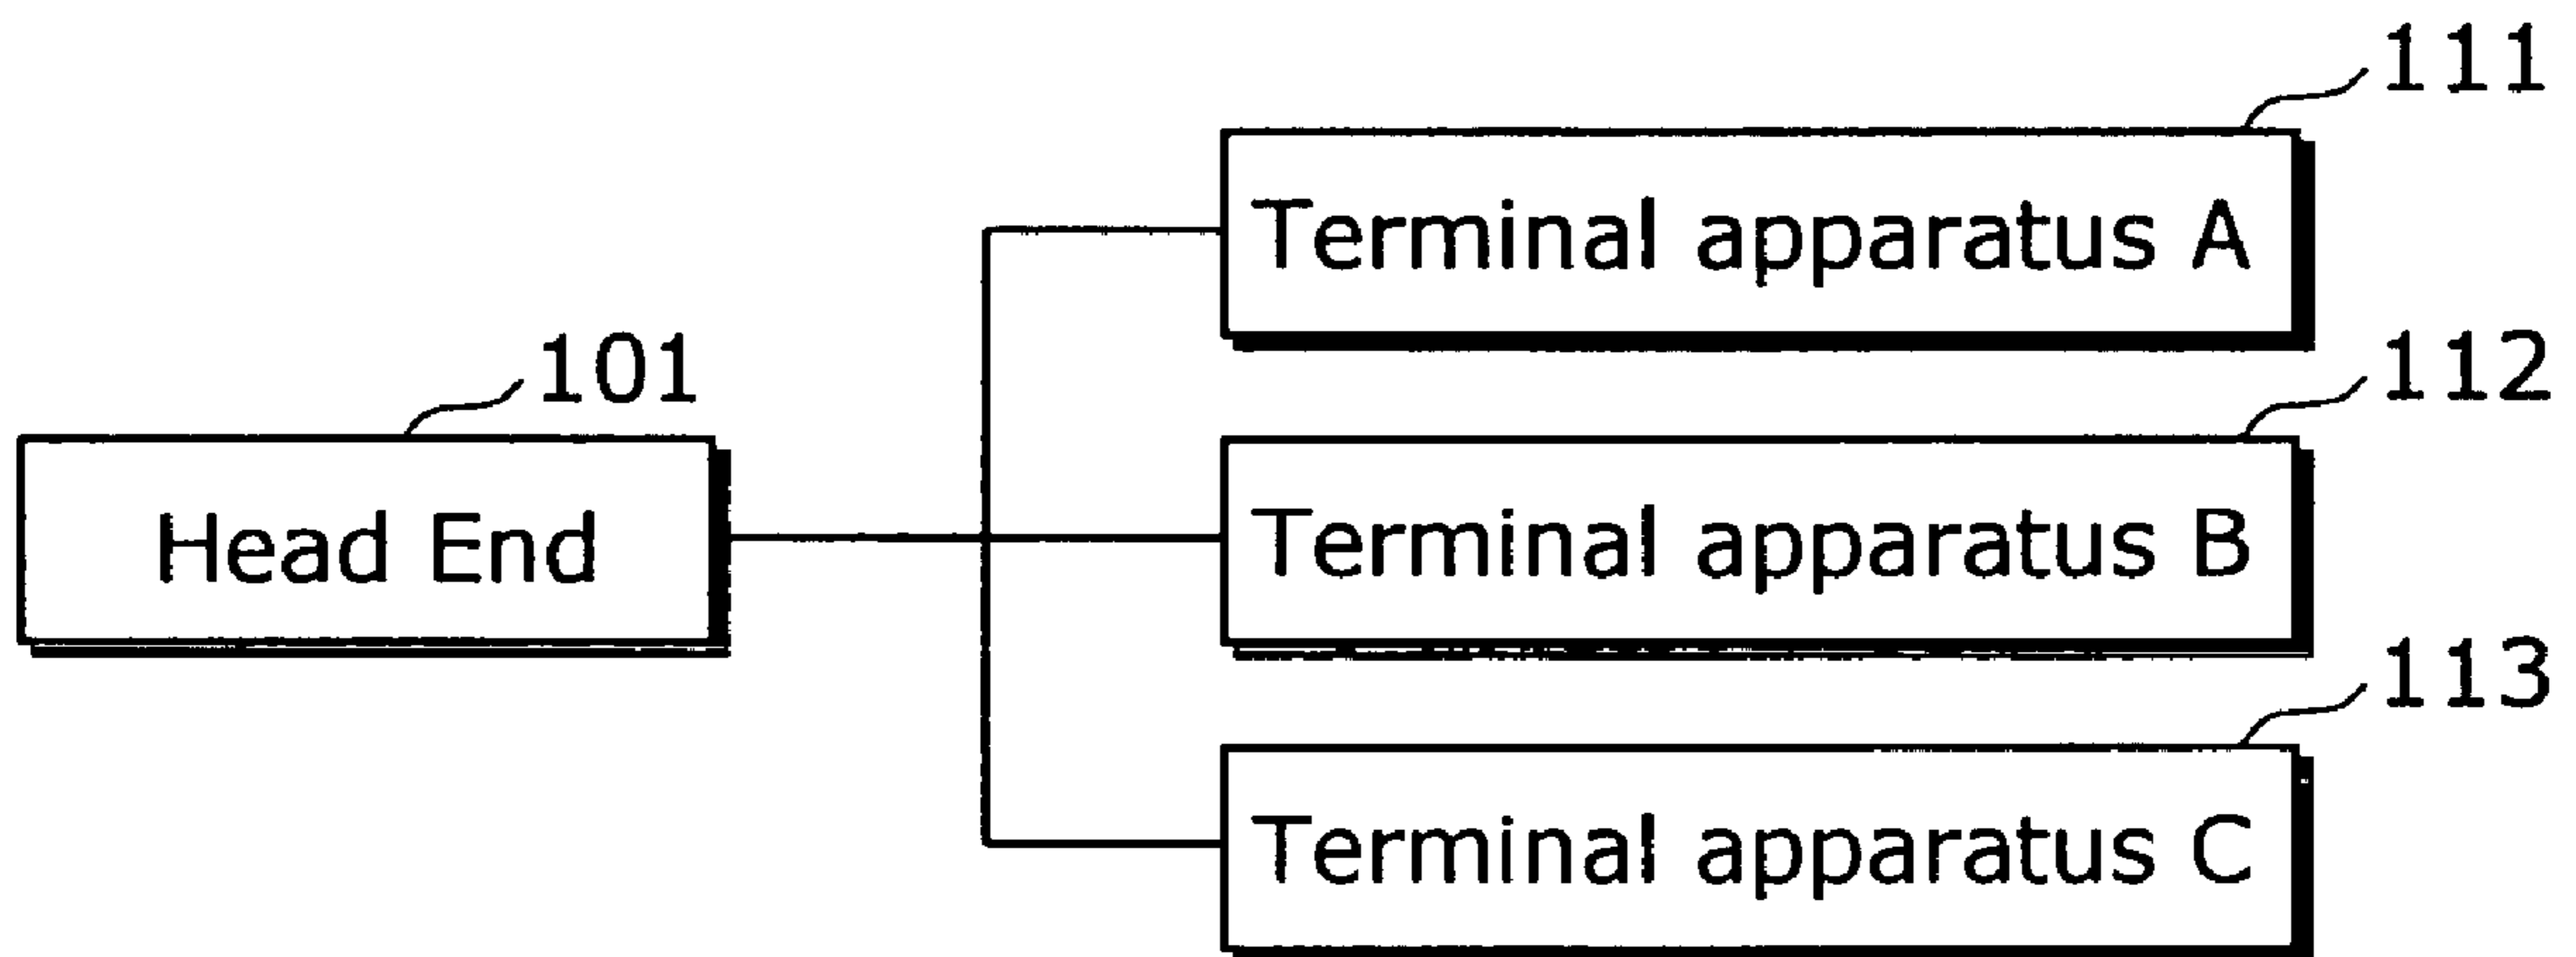 111
Terminal apparatus A
101
112
Head End
Terminal apparatus B
113
Terminal apparatus C